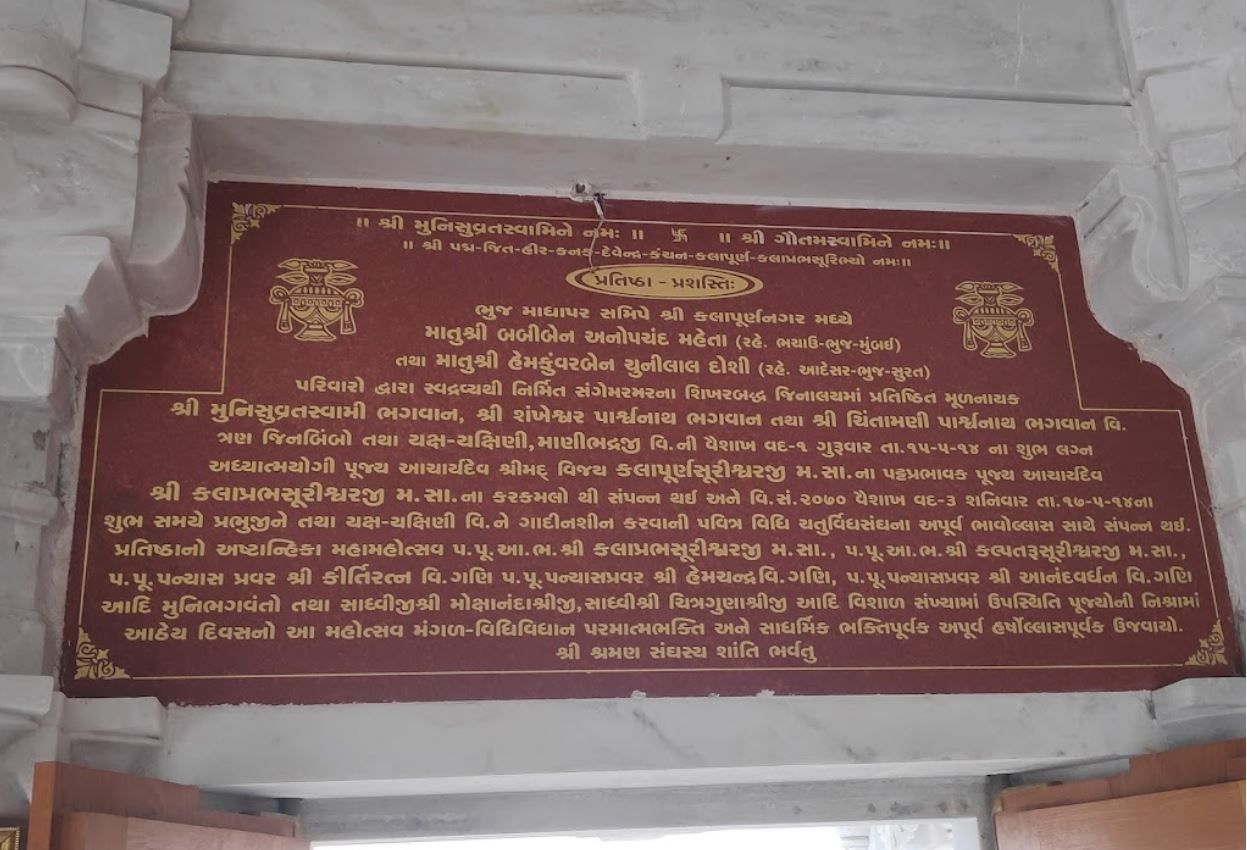 ॥ શ્રી મુનિસુવ્રતસ્વામિને નમઃ ॥ 卐 ॥ શ્રી ગૌતમસ્વામિને નમઃ॥
॥ શ્રી પદ્મ-જિત-હીર-કનક-દેવેન્દ્ર-કંચન-કલાપૂર્ણ-કલાપ્રભસૂરિભ્યો નમઃ॥
પ્રતિષ્ઠા - પ્રશસ્તિઃ
ભુજ માધાપર સમિપે શ્રી કલાપૂર્ણનગર મધ્યે
માતુશ્રી બબીબેન અનોપચંદ મહેતા (રહે. ભચાઉ-ભુજ-મુંબઈ)
તથા માતુશ્રી હેમકુંવરબેન ચુનીલાલ દોશી (રહે. આદેસર-ભુજ-સુરત)
પરિવારો દ્વારા સ્વદ્રવ્યથી નિર્મિત સંગેમરમરના શિખરબદ્ધ જિનાલયમાં પ્રતિષ્ઠિત મૂળનાયક
શ્રી મુનિસુવ્રતસ્વામી ભગવાન, શ્રી શંખેશ્વર પાર્શ્વનાથ ભગવાન તથા શ્રી ચિંતામણી પાર્શ્વનાથ ભગવાન વિ.
ત્રણ જિનબિંબો તથા યક્ષ-યક્ષિણી,માણીભદ્રજી વિ.ની વૈશાખ વદ-૧ ગુરૂવાર તા.૧૫-૫-૧૪ ના શુભ લગ્ન
અધ્યાત્મયોગી પૂજ્ય આચાર્યદેવ શ્રીમદ્ વિજય કલાપૂર્ણસૂરીશ્વરજી મ.સા.ના પટ્ટપ્રભાવક પૂજ્ય આચાર્યદેવ
શ્રી કલાપ્રભસૂરીશ્વરજી મ.સા.ના કરકમલો થી સંપન્ન થઈ અને વિ.સં.૨૦૭૦ વૈશાખ વદ-૩ શનિવાર તા.૧૭-૫-૧૪ના
શુભ સમયે પ્રભુજીને તથા યક્ષ-યક્ષિણી વિ.ને ગાદીનશીન કરવાની પવિત્ર વિધિ ચતુર્વિધસંઘના અપૂર્વ ભાવોલ્લાસ સાથે સંપન્ન થઈ.
પ્રતિષ્ઠાનો અષ્ટાન્હિકા મહામહોત્સવ પ.પૂ.આ.ભ.શ્રી કલાપ્રભસૂરીશ્વરજી મ.સા., પ.પૂ.આ.ભ.શ્રી કલ્પતરૂસૂરીશ્વરજી મ.સા.,
પ.પૂ.પન્યાસ પ્રવર શ્રી કીર્તિરત્ન વિ.ગણિ પ.પૂ.પન્યાસપ્રવર શ્રી હેમચન્દ્રવિ.ગણિ, પ.પૂ.પન્યાસપ્રવર શ્રી આનંદવર્ધન વિ.ગણિ
આદિ મુનિભગવંતો તથા સાધ્વીજીશ્રી મોક્ષાનંદાશ્રીજી,સાધ્વીશ્રી ચિત્રગુણાશ્રીજી આદિ વિશાળ સંખ્યામાં ઉપસ્થિતિ પૂજ્યોની નિશ્રામાં
આઠેય દિવસનો આ મહોત્સવ મંગળ-વિધિવિધાન પરમાત્મભક્તિ અને સાધર્મિક ભક્તિપૂર્વક અપૂર્વ હર્ષોલ્લાસપૂર્વક ઉજવાયો.
શ્રી શ્રમણ સંઘસ્ય શાંતિ ર્ભવતુ